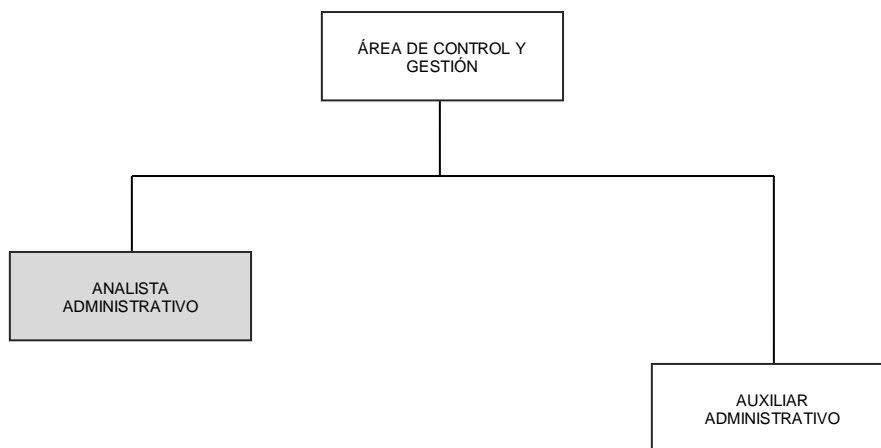 ÁREA DE CONTROL Y
GESTIÓN
ANALISTA
ADMINISTRATIVO
AUXILIAR
ADMINISTRATIVO